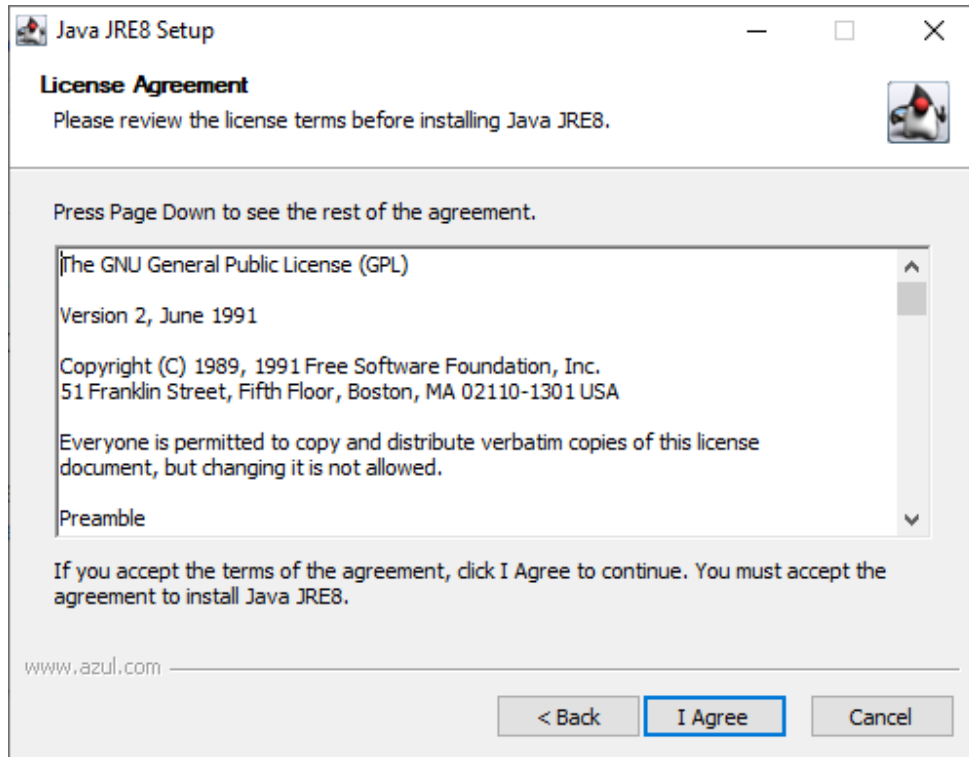 Java JRE8 Setup
License Agreement
Please review the license terms before installing Java JRE8.
Press Page Down to see the rest of the agreement.
The GNU General Public License (GPL)
Version 2, June 1991
Copyright (C) 1989, 1991 Free Software Foundation, Inc.
51 Franklin Street, Fifth Floor, Boston, MA 02110-1301 USA
Everyone is permitted to copy and distribute verbatim copies of this license
document, but changing it is not allowed.
Preamble
If you accept the terms of the agreement, click I Agree to continue. You must accept the
agreement to install Java JRE8.
www.azul.com
< Back
I Agree
Cancel